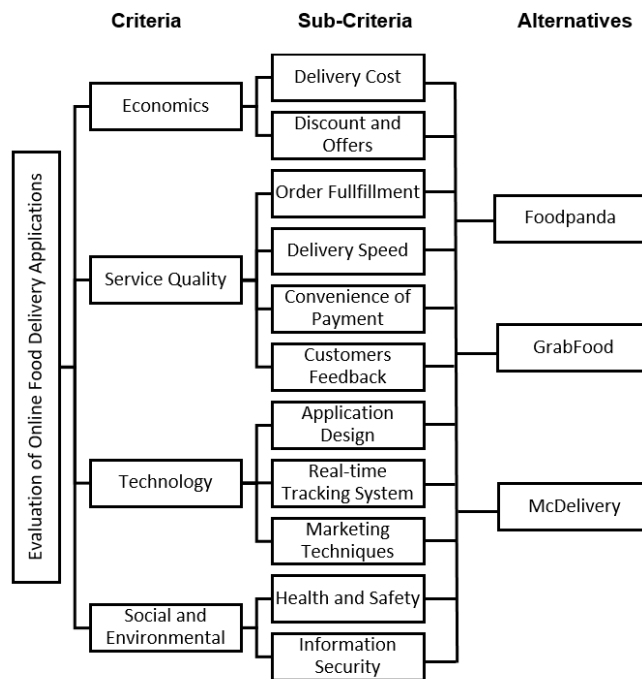 Criteria
Sub-Criteria
Alternatives
Evaluation of Online Food Delivery Applications
Economics
Delivery Cost
Discount and
Offers
Service Quality
Order Fullfillment
Delivery Speed
Convenience of
Payment
Customers
Feedback
Technology
Application
Design
Real-time
Tracking System
Marketing
Techniques
Social and
Environmental
Health and Safety
Information
Security
Foodpanda
GrabFood
McDelivery